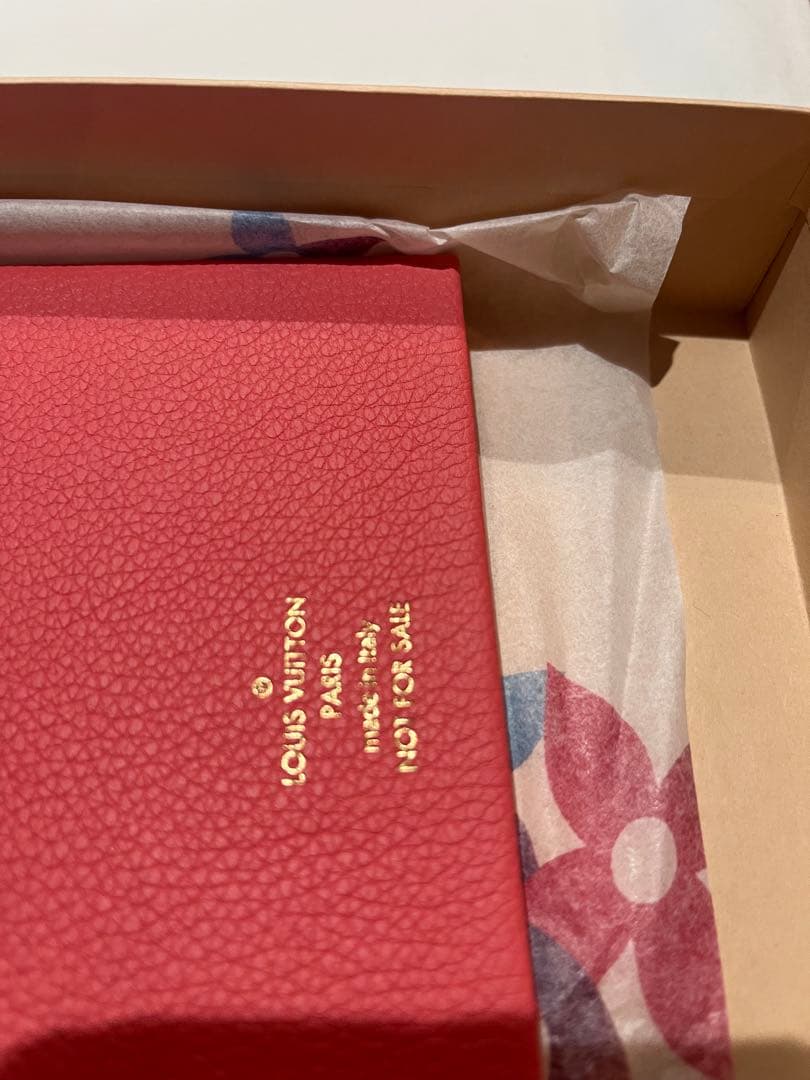 ®
LOUIS VUITTON
PARIS
made in Italy
NOT FOR SALE